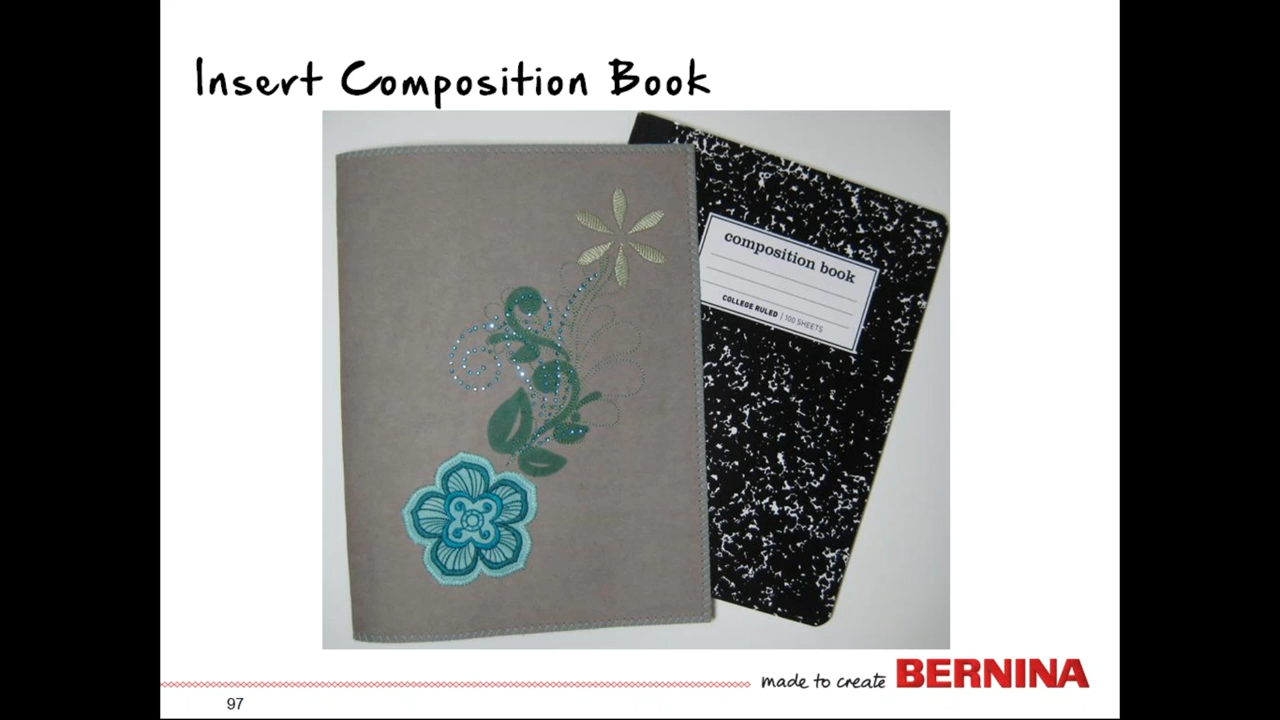 Insert Composition Book
composition book
COLLEGE RULED | 100 SHEETS
made to create BERNINA
97